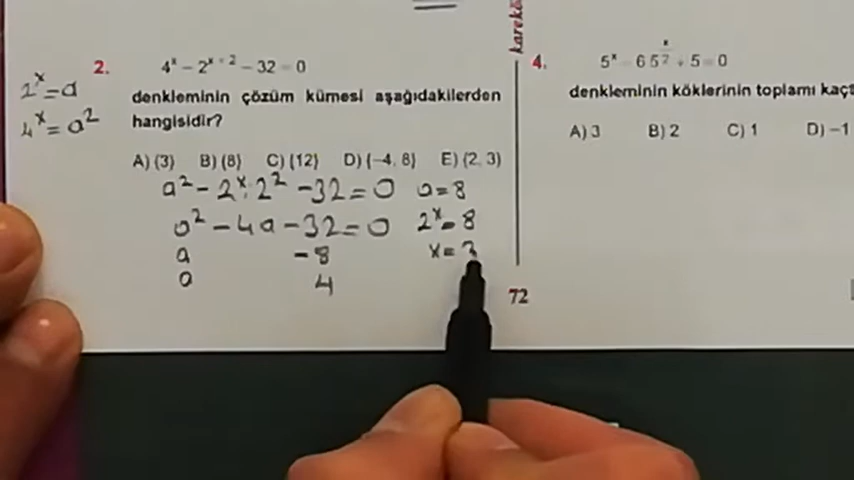 2.
4ˣ – 2ˣ⁺² – 32 = 0
2ˣ = a
4ˣ = a²
denkleminin çözüm kümesi aşağıdakilerden
hangisidir?
A) {3} B) {8} C) {12} D) {–4, 8} E) {2, 3}
a² – 2ˣ · 2² – 32 = 0
a² – 4a – 32 = 0
a –8
a 4
a = 8
2ˣ = 8
x = 3
karekö
72
4.
5ˣ – 6 5^(x/2) + 5 = 0
denkleminin köklerinin toplamı kaçt
A) 3 B) 2 C) 1 D) –1